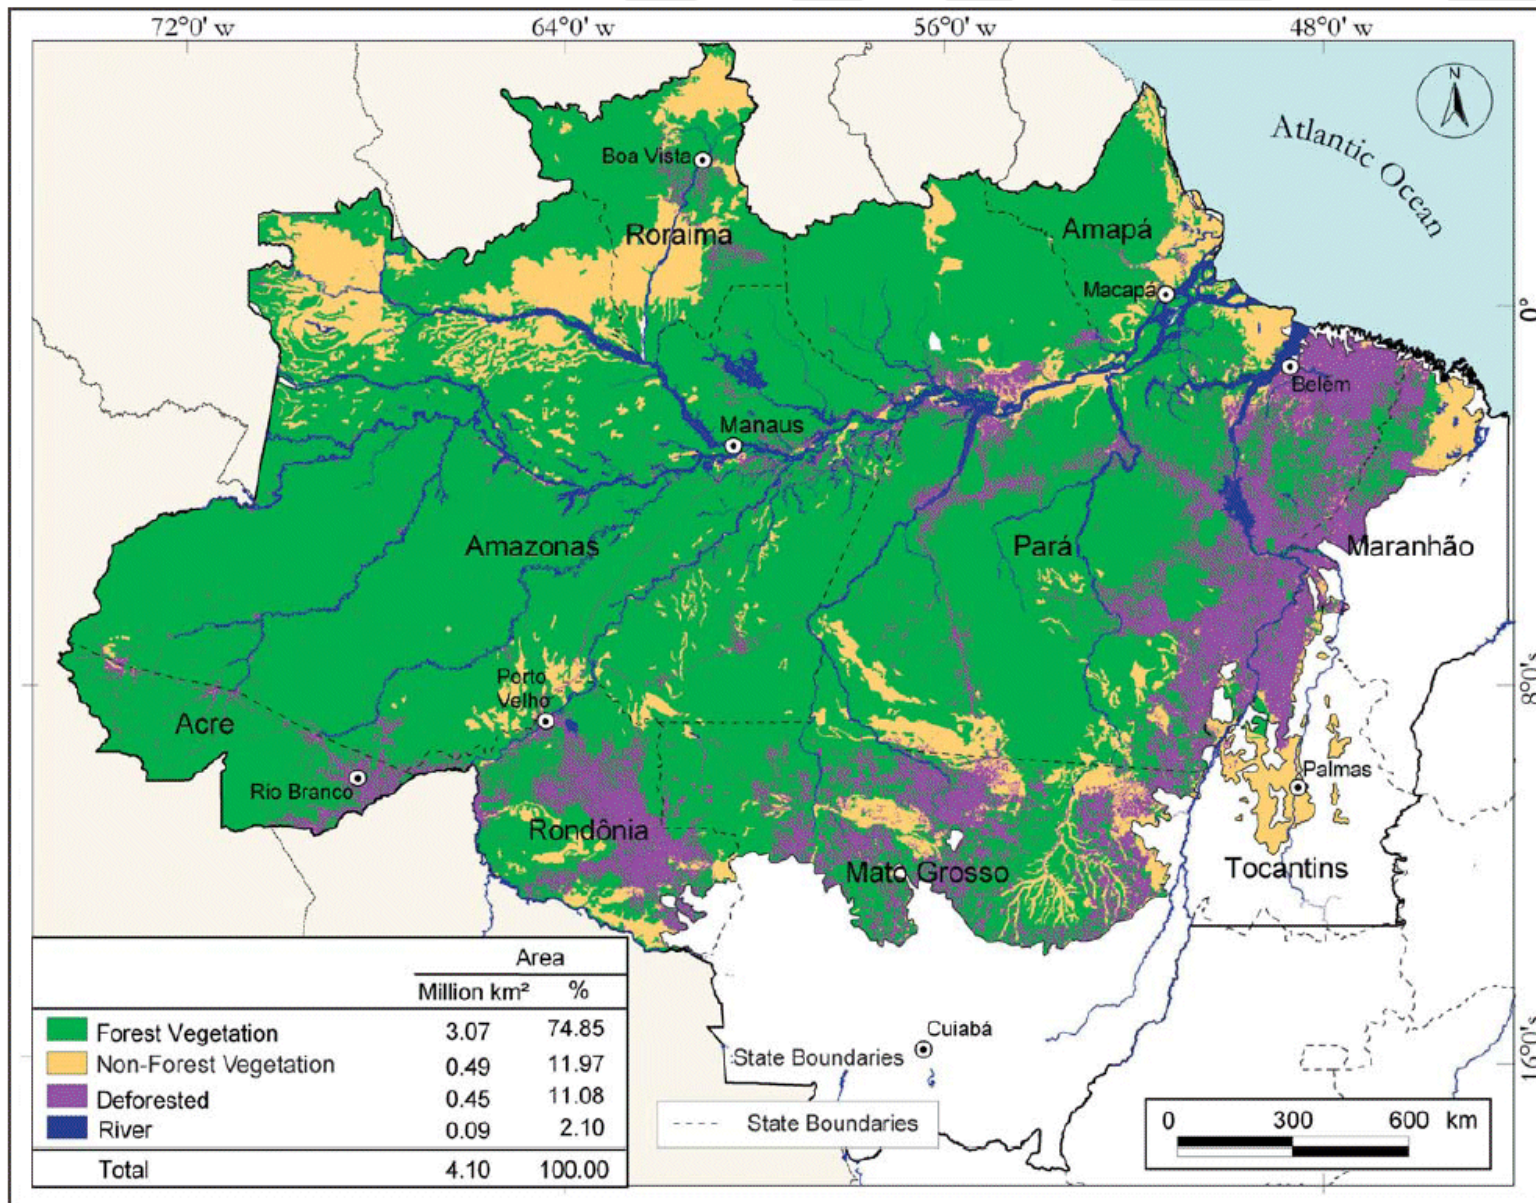 72°0' w 64°0' w 56°0' w 48°0' w
N
Atlantic Ocean
Boa Vista
Roraima
Amapá
Macapá
0°
Belém
Manaus
Amazonas
Pará
Maranhão
Porto
Velho
8°0's
Acre
Rio Branco
Palmas
Rondônia
Mato Grosso
Tocantins
Area
Million km² %
Forest Vegetation 3.07 74.85
Non-Forest Vegetation 0.49 11.97
Deforested 0.45 11.08
River 0.09 2.10
Total 4.10 100.00
Cuiabá
State Boundaries
State Boundaries
16°0's
0 300 600 km